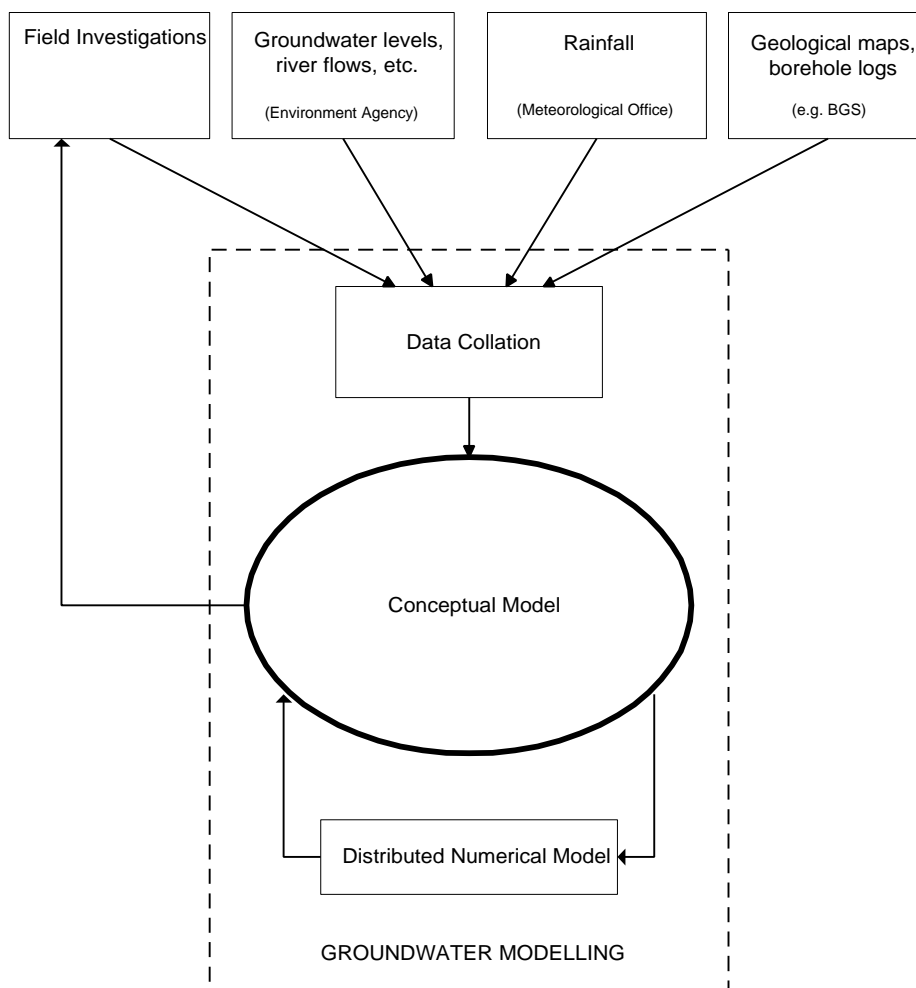 Field Investigations
Groundwater levels,
river flows, etc.
(Environment Agency)
Rainfall
(Meteorological Office)
Geological maps,
borehole logs
(e.g. BGS)
Data Collation
Conceptual Model
Distributed Numerical Model
GROUNDWATER MODELLING